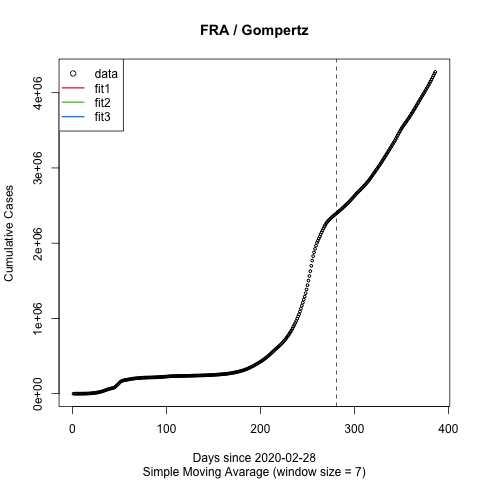 FRA / Gompertz
data
fit1
fit2
fit3
Cumulative Cases
0e+00
1e+06
2e+06
3e+06
4e+06
0
100
200
300
400
Days since 2020-02-28
Simple Moving Avarage (window size = 7)